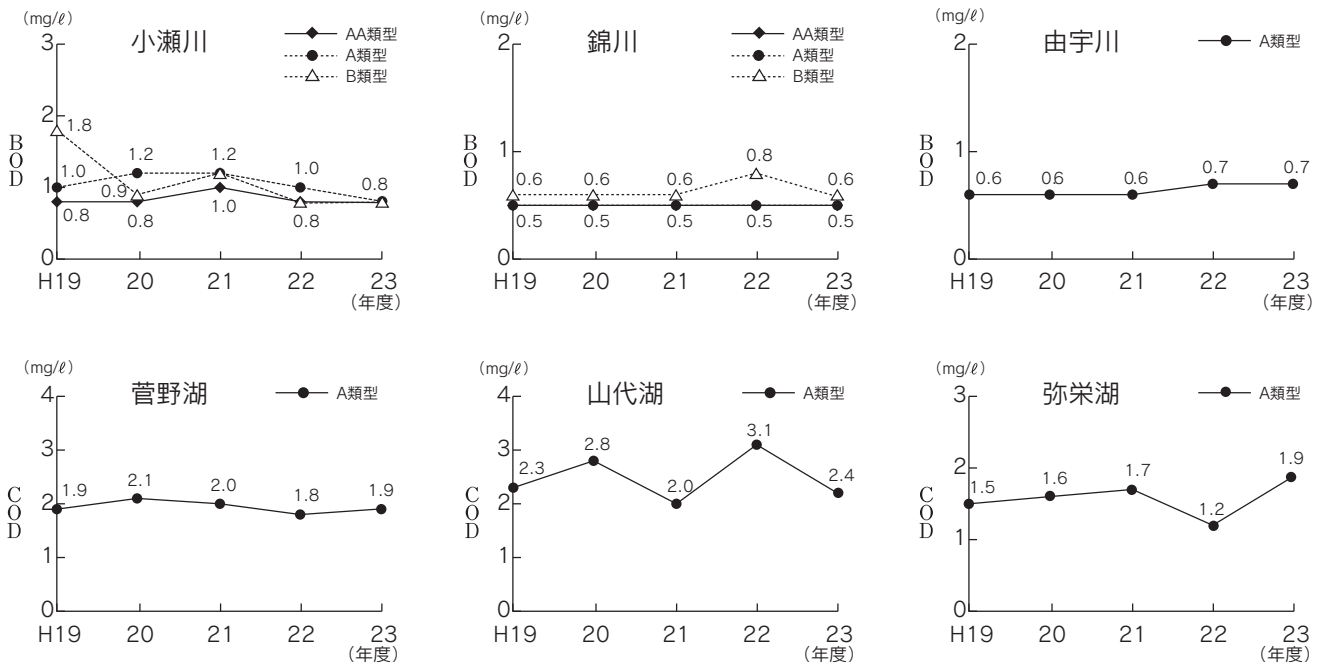 (mg/ℓ)
小瀬川
AA類型
A類型
B類型
3
2
1
0
BOD
1.8
1.0
0.8
1.2
0.9
0.8
1.2
1.0
1.0
0.8
0.8
H19 20 21 22 23
(年度)
(mg/ℓ)
錦川
AA類型
A類型
B類型
2
1
0
BOD
0.6 0.6 0.6 0.8 0.6
0.5 0.5 0.5 0.5 0.5
H19 20 21 22 23
(年度)
(mg/ℓ)
由宇川
A類型
2
1
0
BOD
0.6 0.6 0.6 0.7 0.7
H19 20 21 22 23
(年度)
(mg/ℓ)
菅野湖
A類型
4
3
2
1
0
COD
1.9 2.1 2.0 1.8 1.9
H19 20 21 22 23
(年度)
(mg/ℓ)
山代湖
A類型
4
3
2
1
0
COD
2.3 2.8 2.0 3.1 2.4
H19 20 21 22 23
(年度)
(mg/ℓ)
弥栄湖
A類型
3
2
1
0
COD
1.5 1.6 1.7 1.2 1.9
H19 20 21 22 23
(年度)